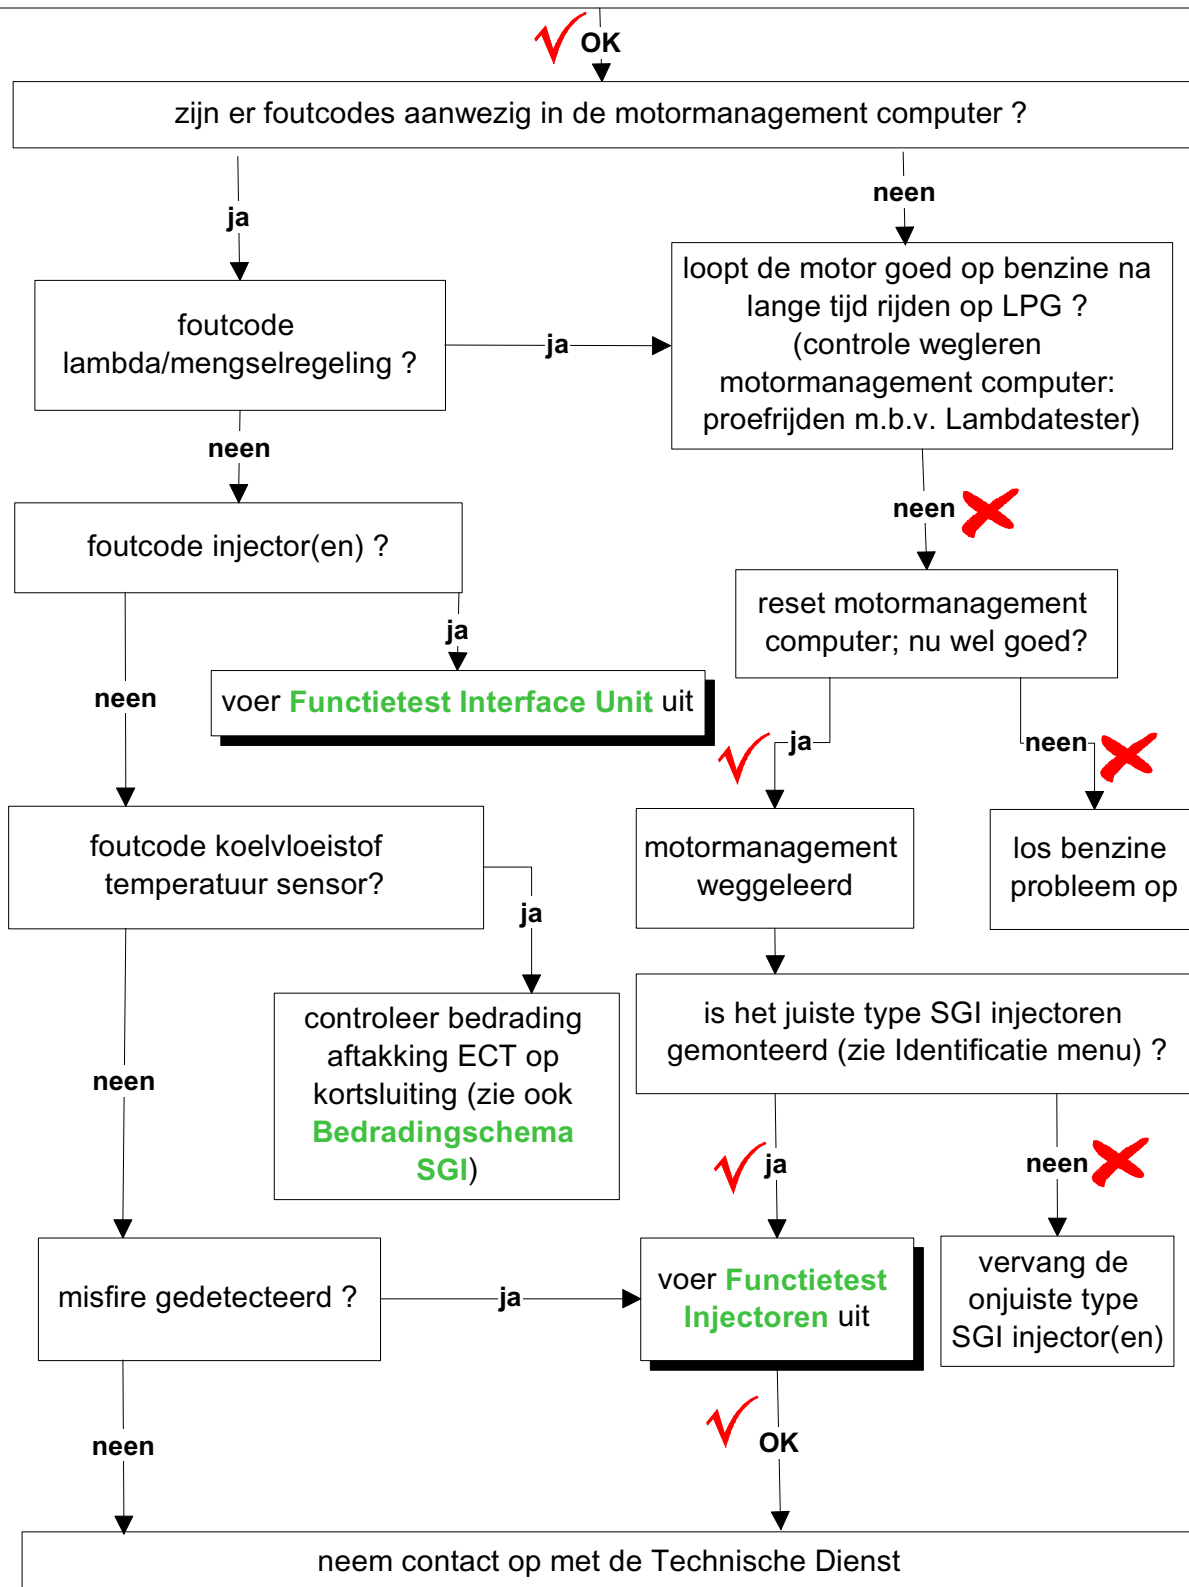 OK
zijn er foutcodes aanwezig in de motormanagement computer ?
ja
neen
foutcode
lambda/mengselregeling ?
ja
loopt de motor goed op benzine na
lange tijd rijden op LPG ?
(controle wegleren
motormanagement computer:
proefrijden m.b.v. Lambdatester)
neen
neen
foutcode injector(en) ?
reset motormanagement
computer; nu wel goed?
ja
voer Functietest Interface Unit uit
neen
ja
neen
foutcode koelvloeistof
temperatuur sensor?
motormanagement
weggeleerd
los benzine
probleem op
ja
controleer bedrading
aftakking ECT op
kortsluiting (zie ook
Bedradingschema
SGI)
is het juiste type SGI injectoren
gemonteerd (zie Identificatie menu) ?
neen
ja
neen
misfire gedetecteerd ?
ja
voer Functietest
Injectoren uit
vervang de
onjuiste type
SGI injector(en)
neen
OK
neem contact op met de Technische Dienst